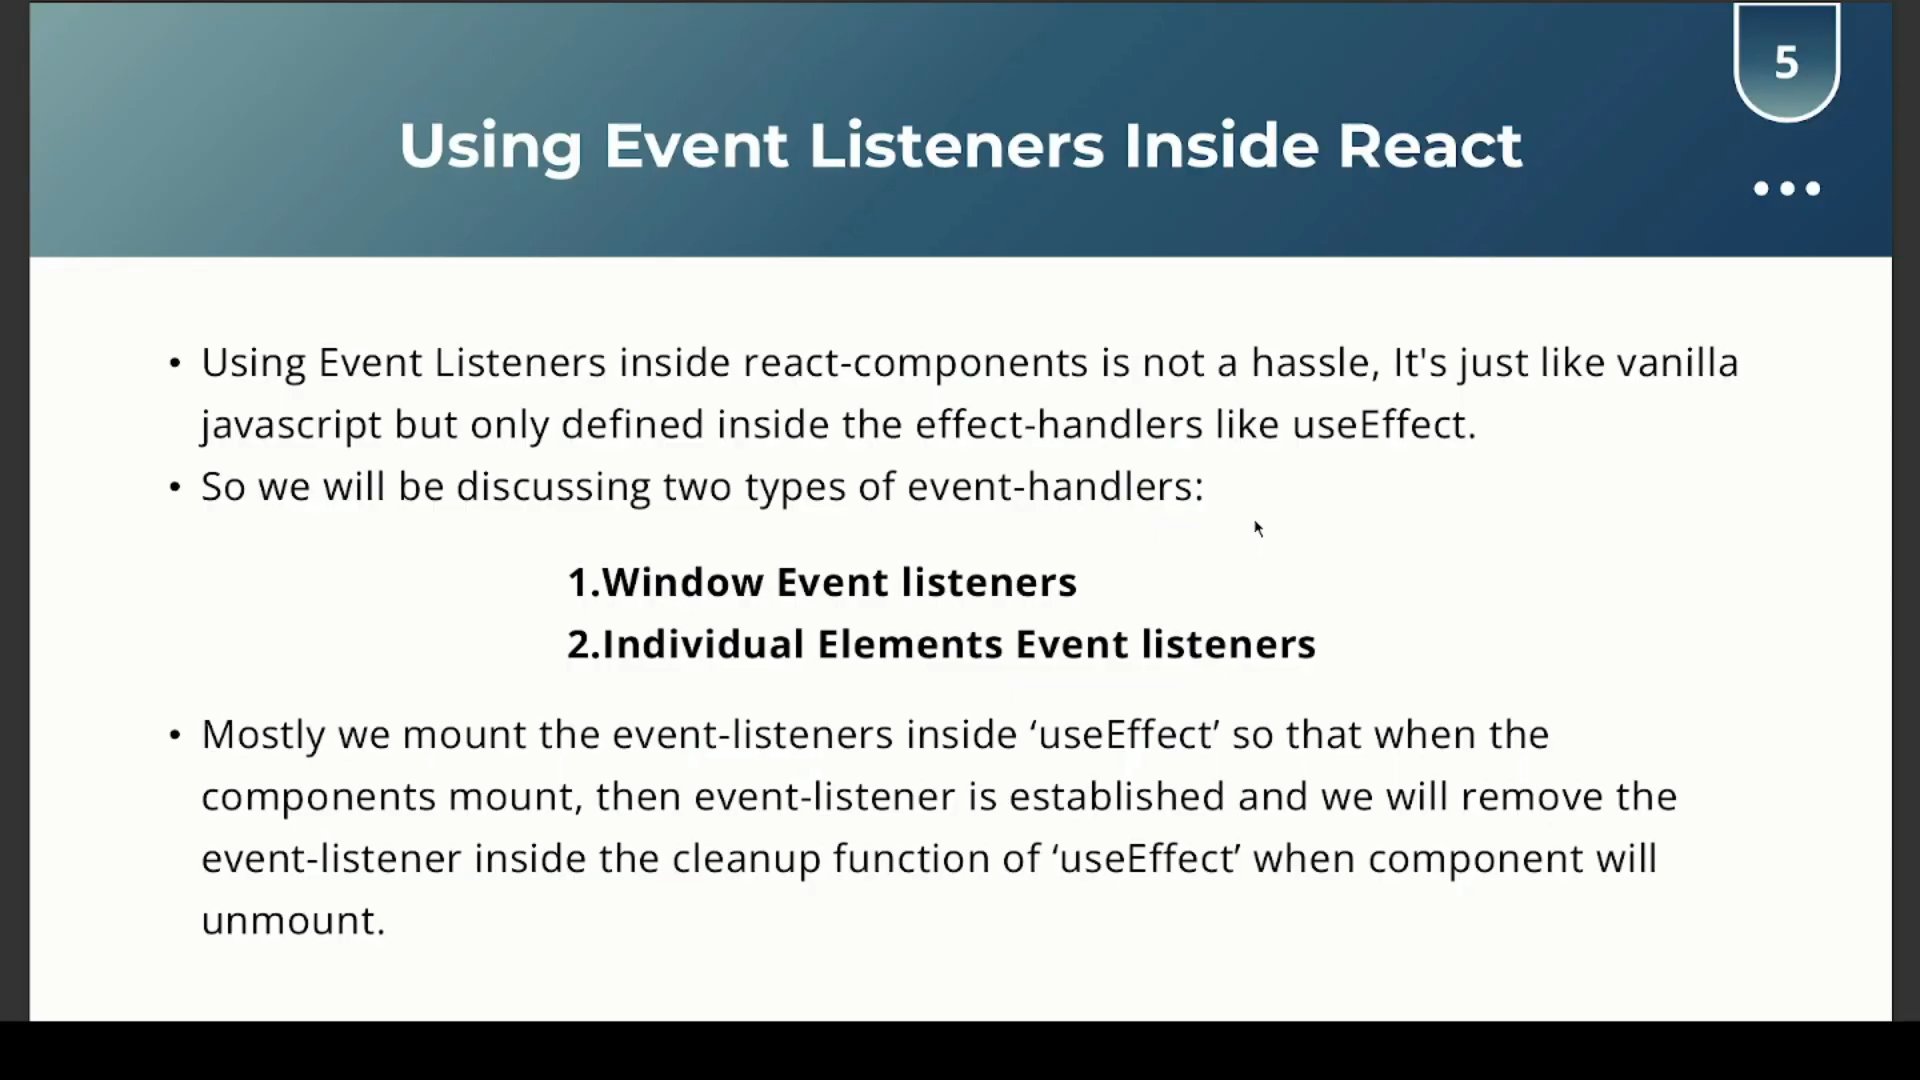 5
Using Event Listeners Inside React
• Using Event Listeners inside react-components is not a hassle, It's just like vanilla
javascript but only defined inside the effect-handlers like useEffect.
• So we will be discussing two types of event-handlers:
1.Window Event listeners
2.Individual Elements Event listeners
• Mostly we mount the event-listeners inside ‘useEffect’ so that when the
components mount, then event-listener is established and we will remove the
event-listener inside the cleanup function of ‘useEffect’ when component will
unmount.